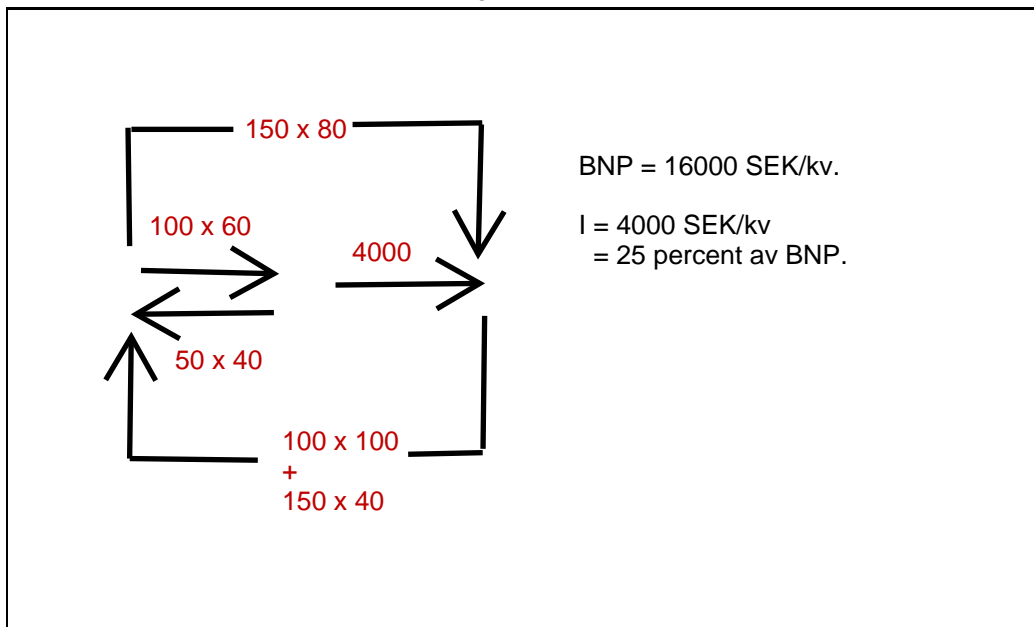 150 x 80
100 x 60
4000
50 x 40
100 x 100
+
150 x 40
BNP = 16000 SEK/kv.
I = 4000 SEK/kv
= 25 percent av BNP.